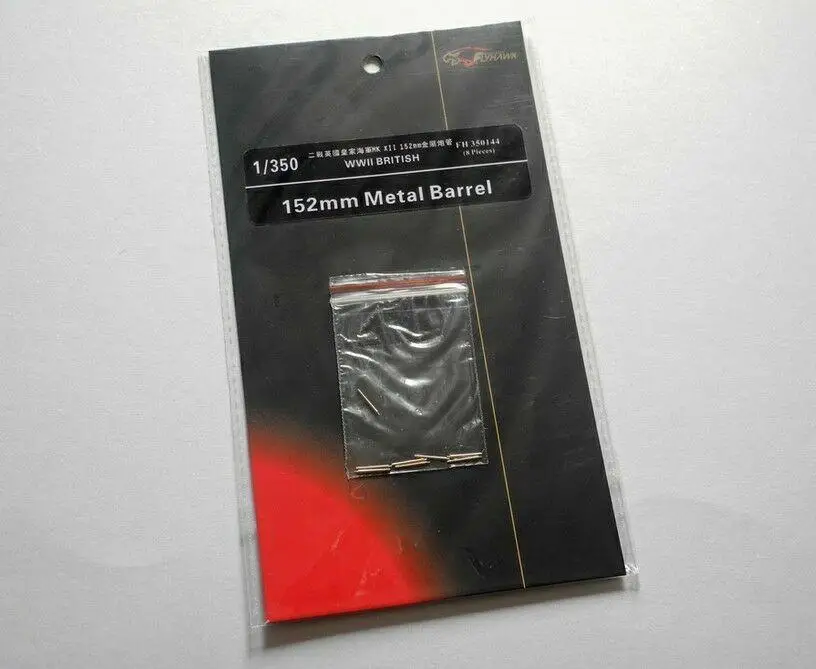 FLYHAWK
1/350
二戰英國皇家海軍MK XII 152mm金屬炮管
FH 350144
WWII BRITISH
(8 Pieces)
152mm Metal Barrel